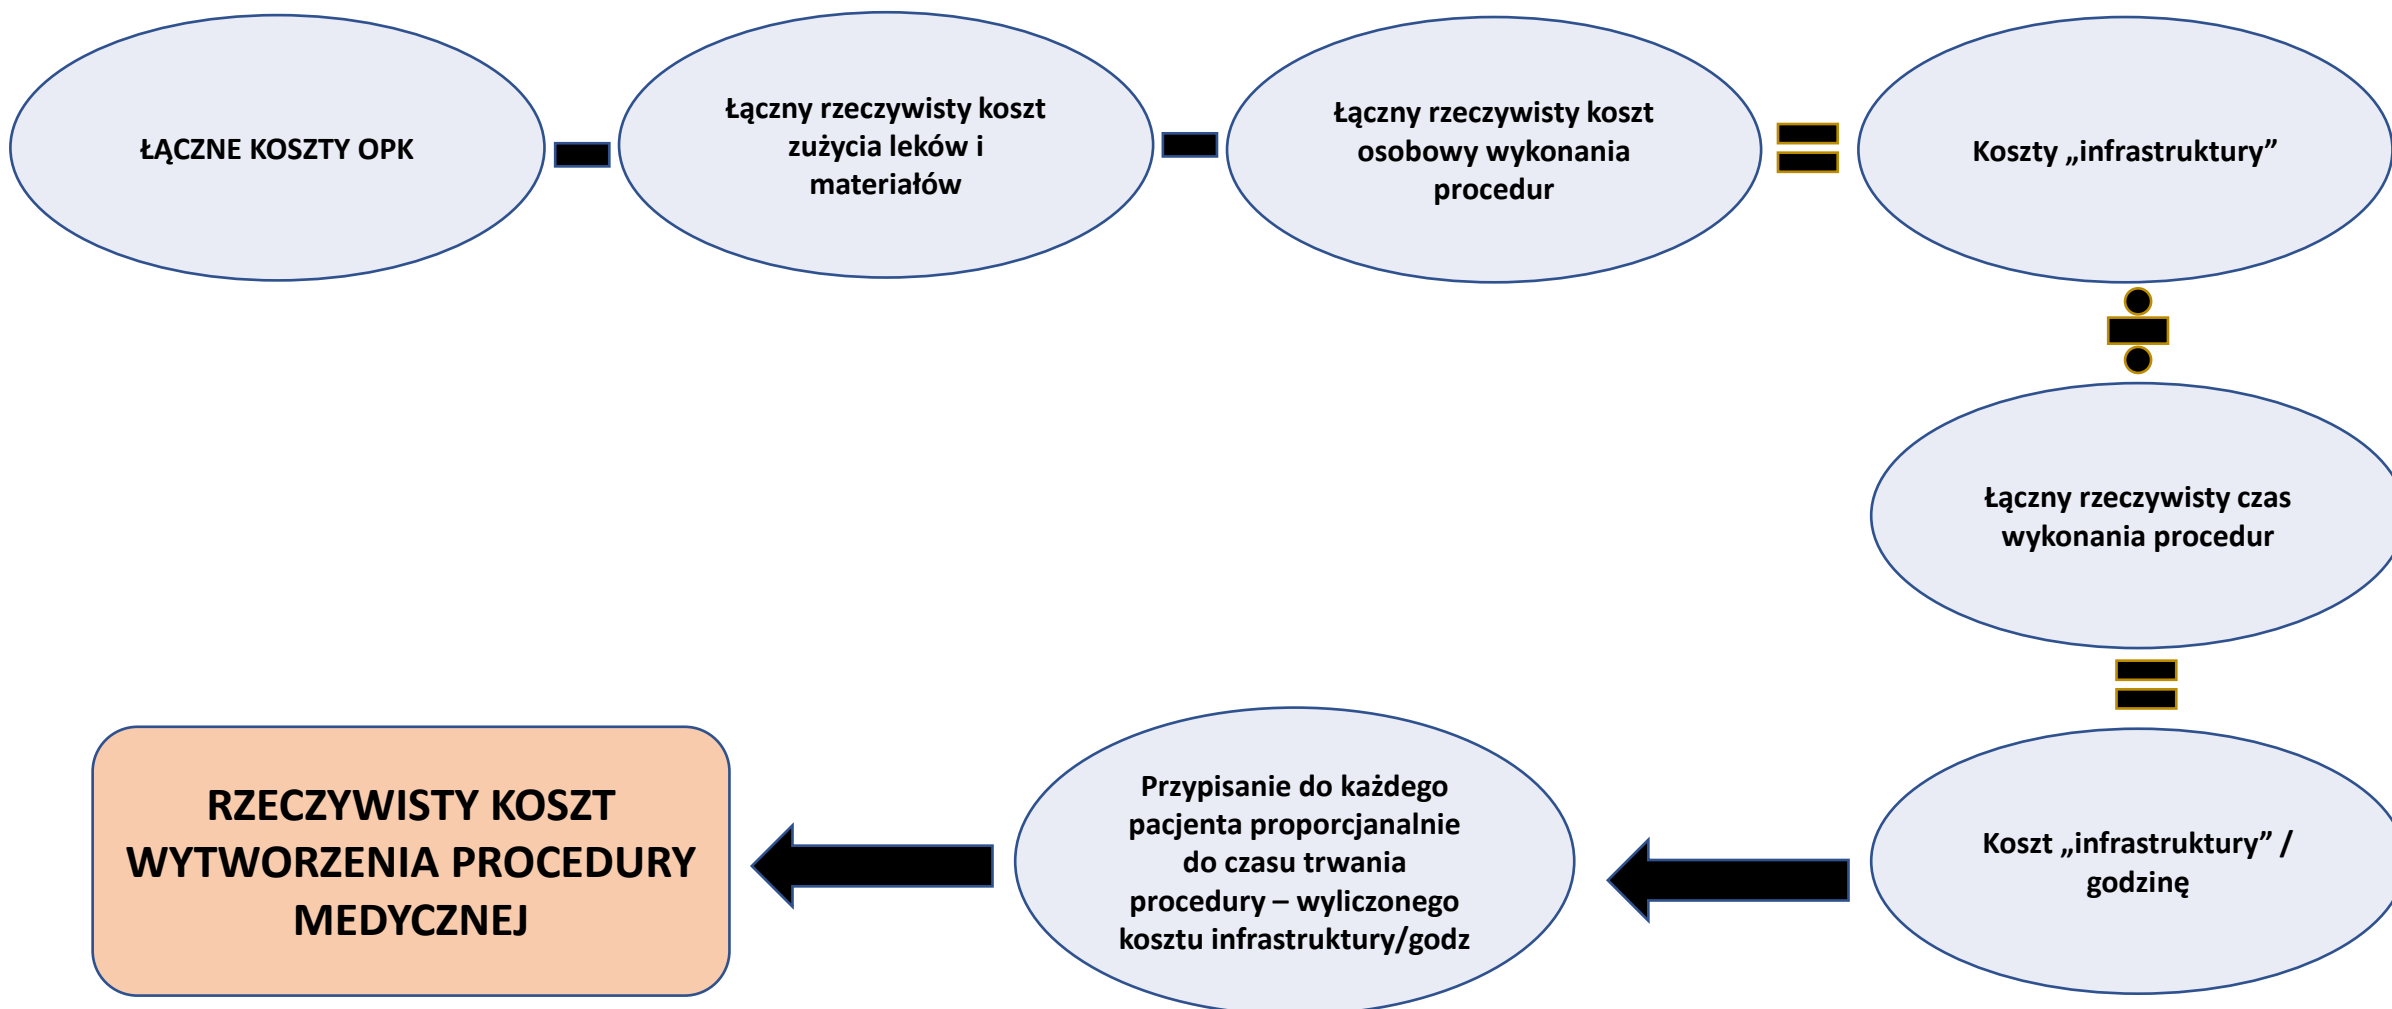 ŁĄCZNE KOSZTY OPK
Łączny rzeczywisty koszt
zużycia leków i
materiałów
Łączny rzeczywisty koszt
osobowy wykonania
procedur
Koszty „infrastruktury”
Łączny rzeczywisty czas
wykonania procedur
Koszt „infrastruktury” /
godzinę
Przypisanie do każdego
pacjenta proporcjanalnie
do czasu trwania
procedury – wyliczonego
kosztu infrastruktury/godz
RZECZYWISTY KOSZT
WYTWORZENIA PROCEDURY
MEDYCZNEJ